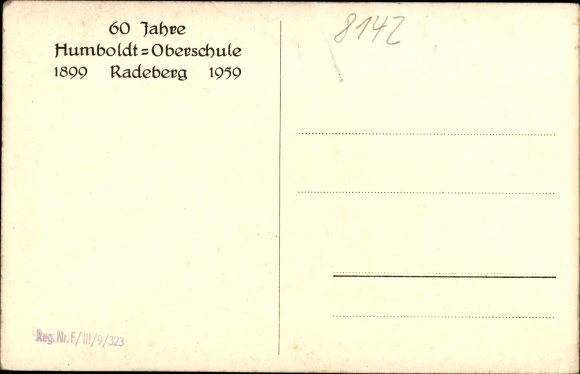 60 Jahre
Humboldt=Oberschule
1899 Radeberg 1959
8142
Reg. Nr. F/III/9/323